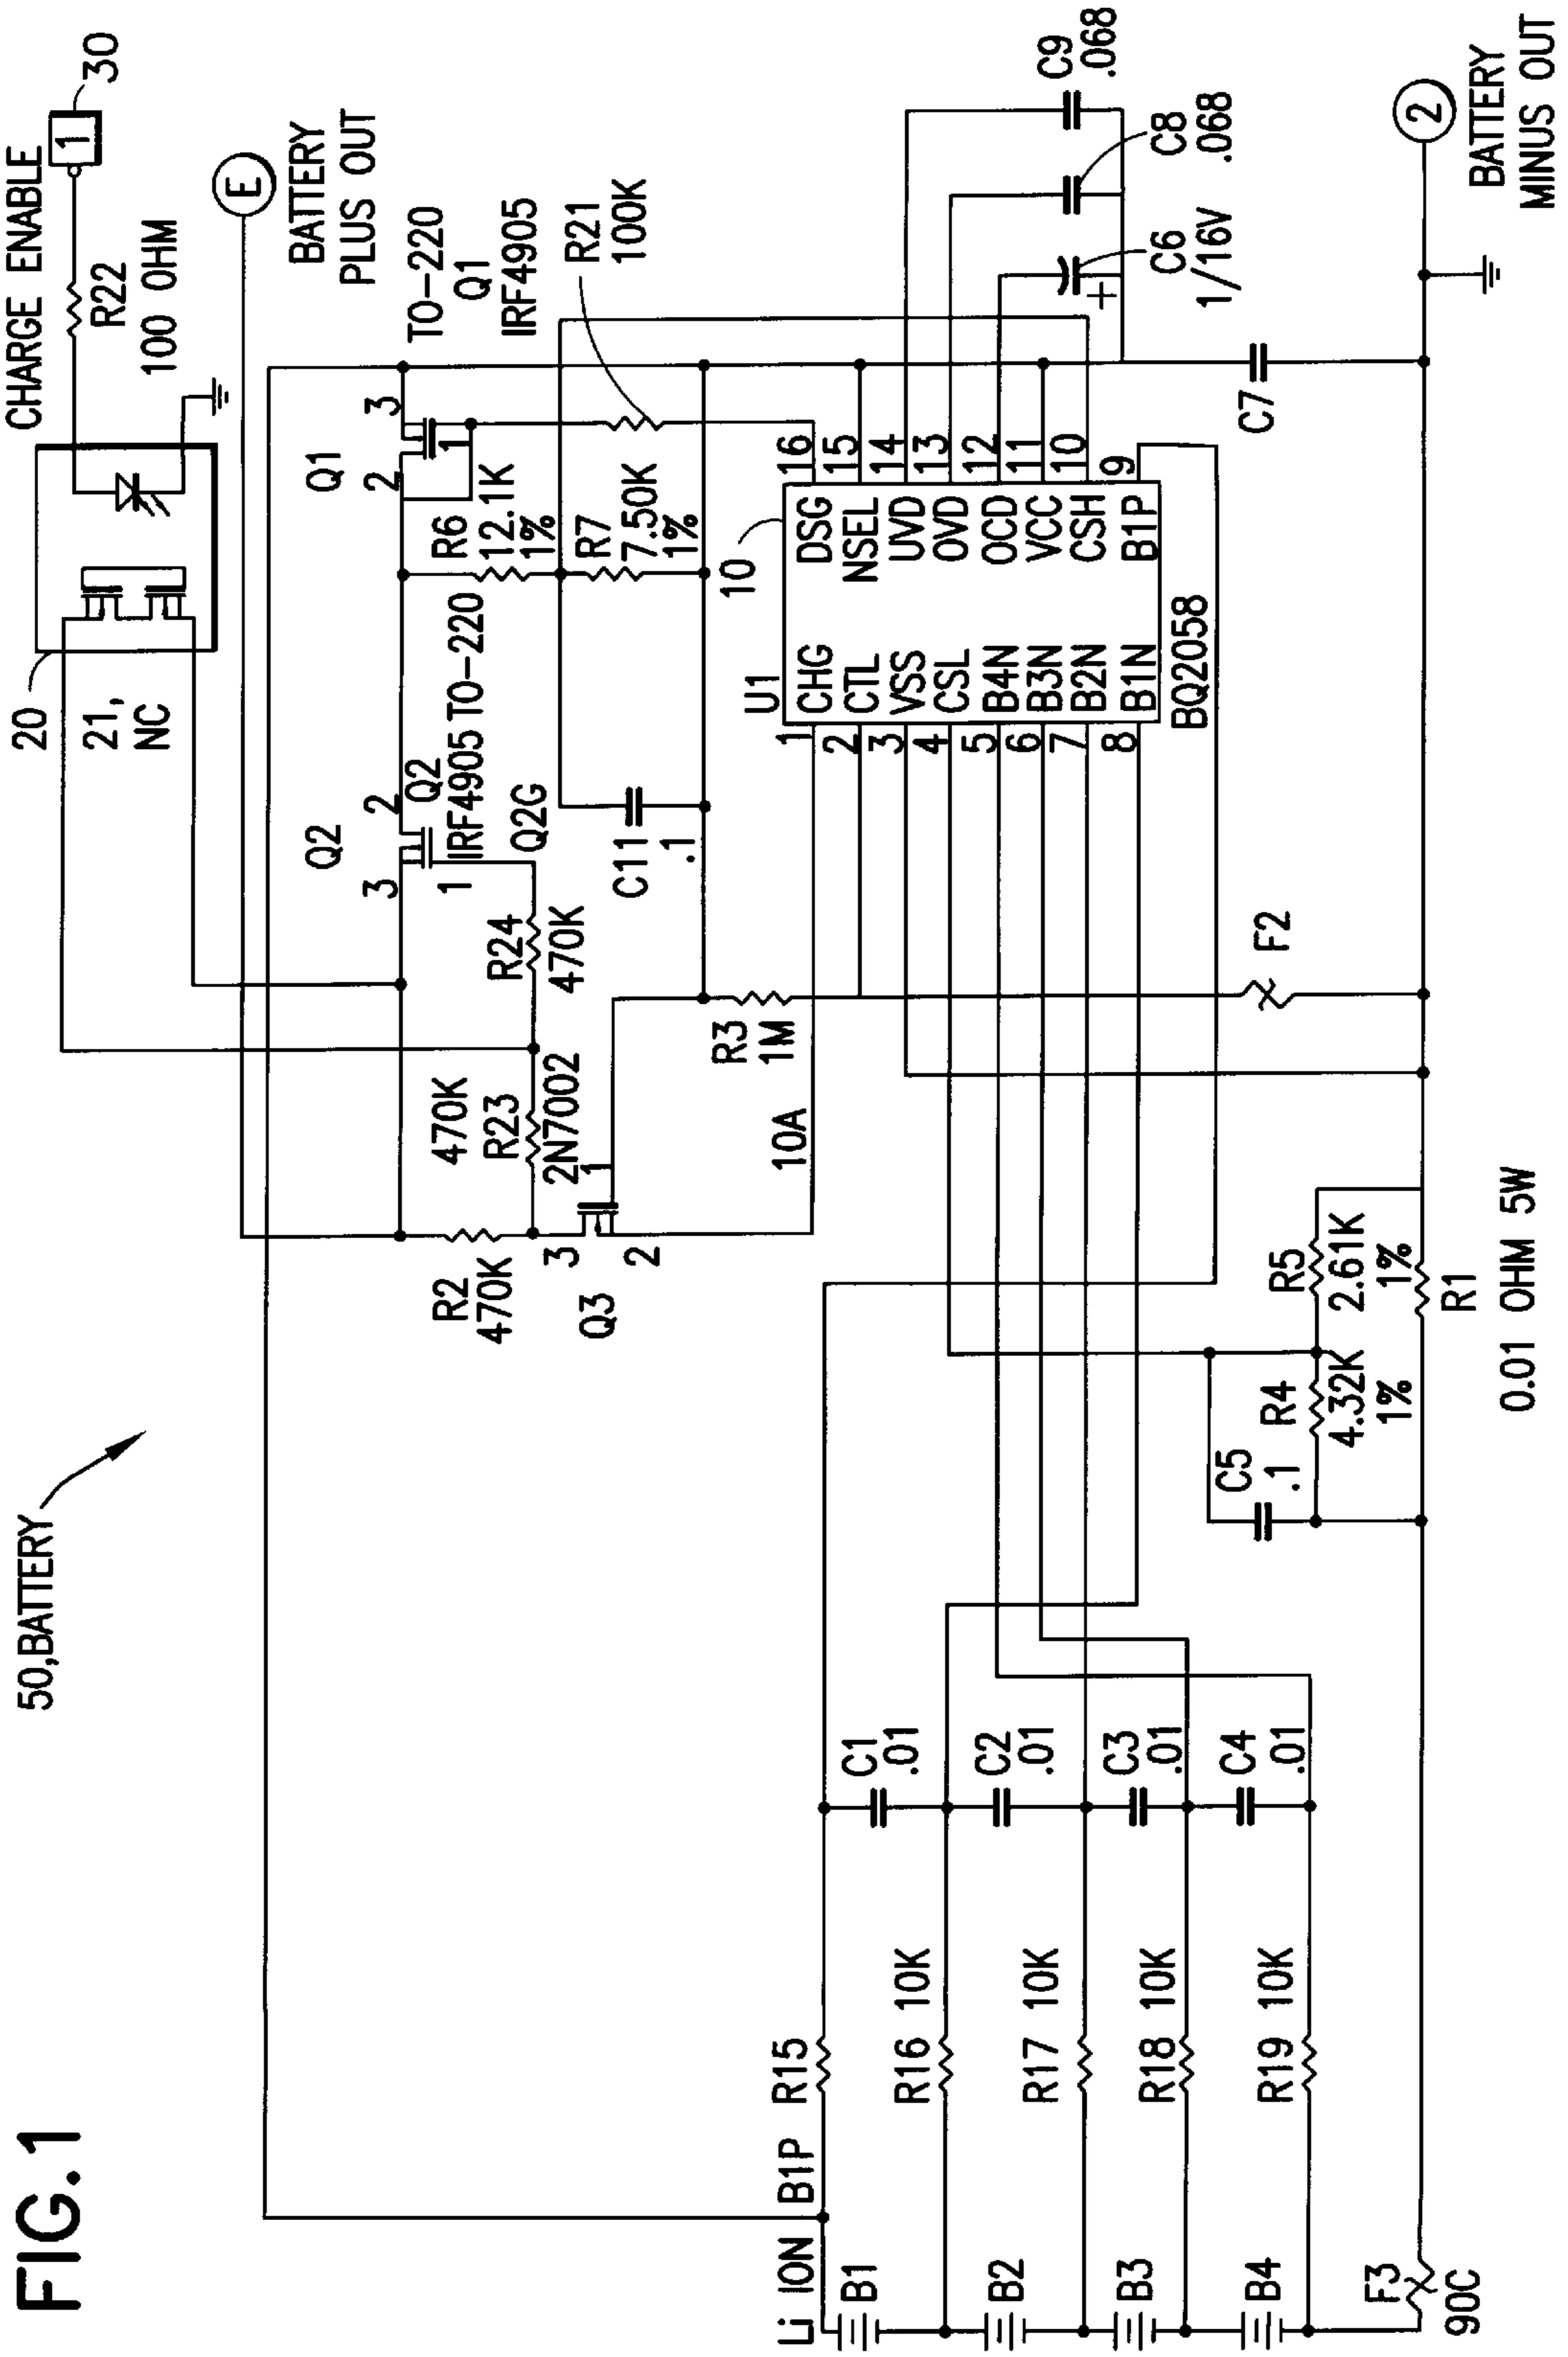 FIG.1
50,BATTERY
CHARGE ENABLE
1
30
R22
100 OHM
20
21,
NC
E
BATTERY
PLUS OUT
Q1
3
2
1
TO-220
Q1
IRF4905
R21
100K
R6
12.1K
1%
R7
7.50K
1%
Q2
3
2
1
Q2
IRF4905 TO-220
Q2G
R24
470K
C11
.1
470K
R23
2N7002
1
R2
470K
3
2
Q3
R3
1M
10A
10
U1
1 CHG
2 CTL
3 VSS
4 CSL
5 B4N
6 B3N
7 B2N
8 B1N
DSG 16
NSEL 15
UVD 14
OVD 13
OCD 12
VCC 11
CSH 10
B1P 9
BQ2058
C9
.068
C8
.068
C6
1/16V
+
C7
F2
Li ION B1P R15
B1
R16 10K
B2
R17 10K
B3
R18 10K
B4
R19 10K
C1
.01
C2
.01
C3
.01
C4
.01
C5
.1
R4
4.32K
1%
R5
2.61K
1%
R1
0.01 OHM 5W
F3
90C
2
BATTERY
MINUS OUT